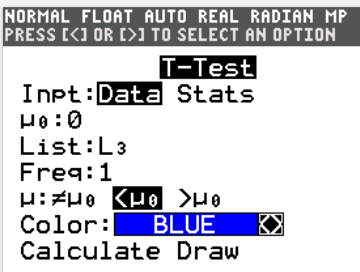 NORMAL FLOAT AUTO REAL RADIAN MP
PRESS [<] OR [>] TO SELECT AN OPTION
T-Test
Inpt:Data Stats
μ₀:0
List:L₃
Freq:1
μ:≠μ₀ <μ₀ >μ₀
Color: BLUE
Calculate Draw